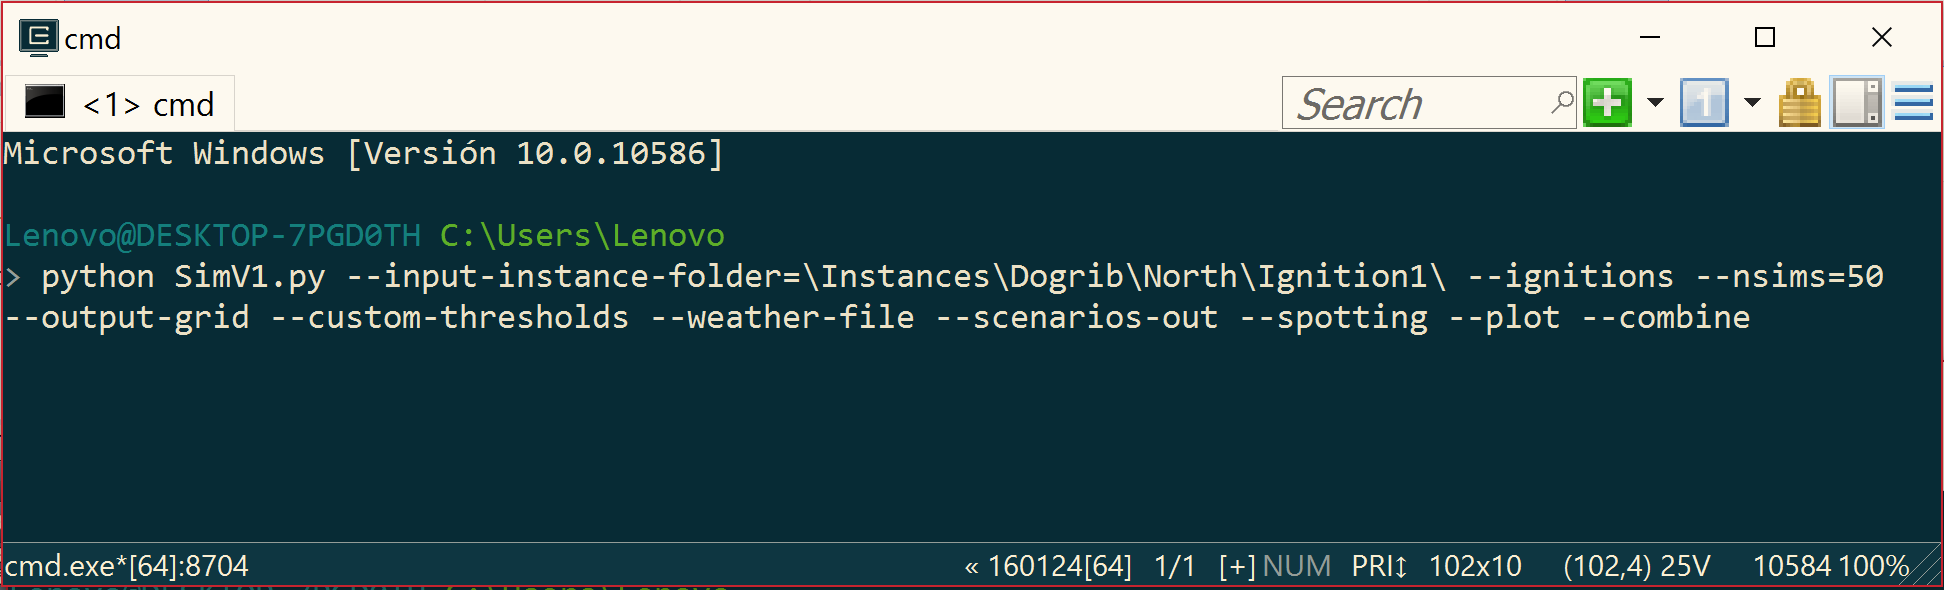 cmd
<1> cmd
Search
1
Microsoft Windows [Versión 10.0.10586]
Lenovo@DESKTOP-7PGD0TH C:\Users\Lenovo
> python SimV1.py --input-instance-folder=\Instances\Dogrib\North\Ignition1\ --ignitions --nsims=50
--output-grid --custom-thresholds --weather-file --scenarios-out --spotting --plot --combine
cmd.exe*[64]:8704 « 160124[64] 1/1 [+] NUM PRI↕ 102x10 (102,4) 25V 10584 100%